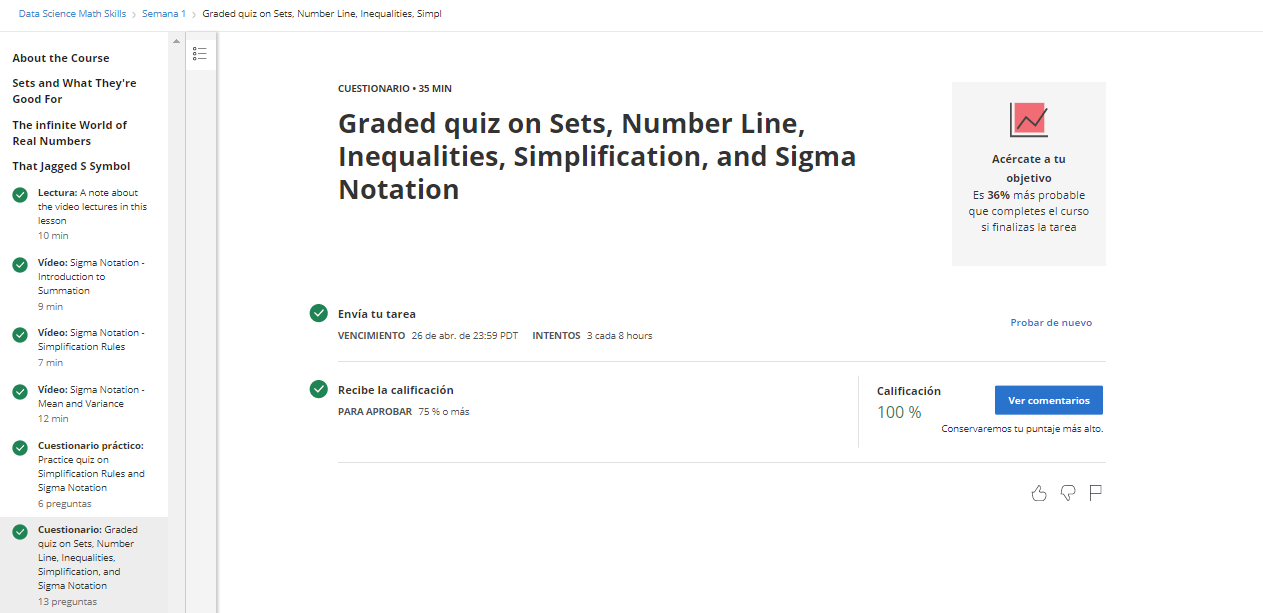 Data Science Math Skills > Semana 1 > Graded quiz on Sets, Number Line, Inequalities, Simpl
About the Course
Sets and What They're
Good For
The infinite World of
Real Numbers
That Jagged S Symbol
Lectura: A note about
the video lectures in this
lesson
10 min
Vídeo: Sigma Notation -
Introduction to
Summation
9 min
Vídeo: Sigma Notation -
Simplification Rules
7 min
Vídeo: Sigma Notation -
Mean and Variance
12 min
Cuestionario práctico:
Practice quiz on
Simplification Rules and
Sigma Notation
6 preguntas
Cuestionario: Graded
quiz on Sets, Number
Line, Inequalities,
Simplification, and
Sigma Notation
13 preguntas
CUESTIONARIO • 35 MIN
Graded quiz on Sets, Number Line,
Inequalities, Simplification, and Sigma
Notation
Acércate a tu
objetivo
Es 36% más probable
que completes el curso
si finalizas la tarea
Envía tu tarea
VENCIMIENTO 26 de abr. de 23:59 PDT INTENTOS 3 cada 8 hours
Probar de nuevo
Recibe la calificación
PARA APROBAR 75 % o más
Calificación
100 %
Ver comentarios
Conservaremos tu puntaje más alto.